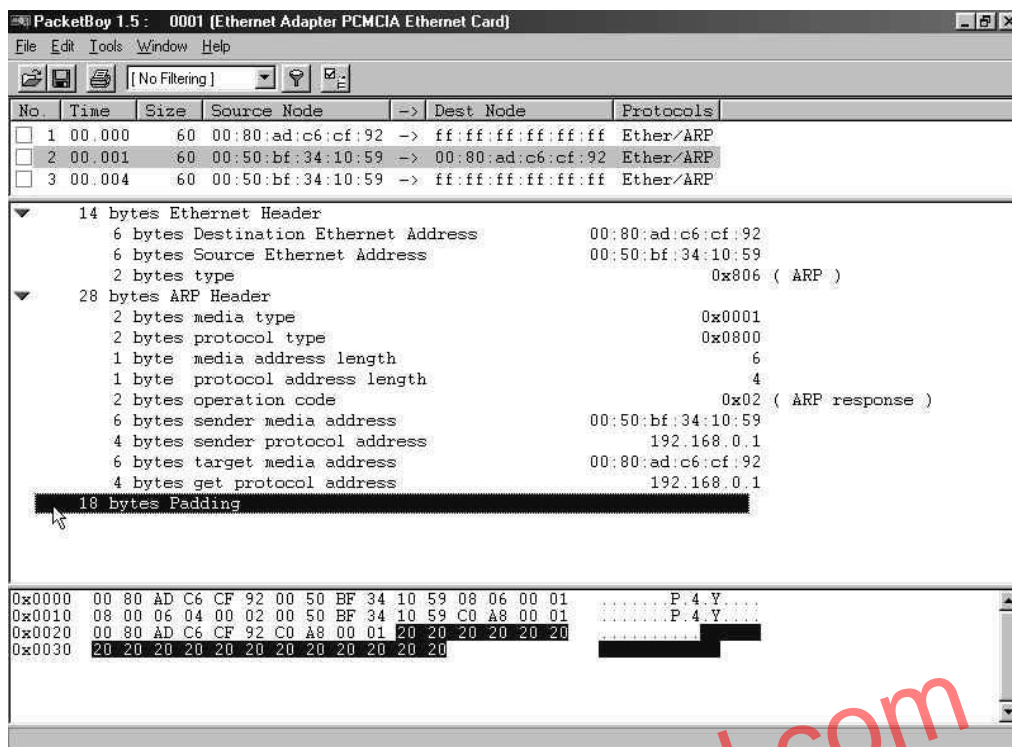 PacketBoy 1.5 : 0001 (Ethernet Adapter PCMCIA Ethernet Card)
File Edit Tools Window Help
[ No Filtering ]
No. Time Size Source Node -> Dest Node Protocols
1 00.000 60 00:80:ad:c6:cf:92 -> ff:ff:ff:ff:ff:ff Ether/ARP
2 00.001 60 00:50:bf:34:10:59 -> 00:80:ad:c6:cf:92 Ether/ARP
3 00.004 60 00:50:bf:34:10:59 -> ff:ff:ff:ff:ff:ff Ether/ARP
14 bytes Ethernet Header
6 bytes Destination Ethernet Address 00:80:ad:c6:cf:92
6 bytes Source Ethernet Address 00:50:bf:34:10:59
2 bytes type 0x806 ( ARP )
28 bytes ARP Header
2 bytes media type 0x0001
2 bytes protocol type 0x0800
1 byte media address length 6
1 byte protocol address length 4
2 bytes operation code 0x02 ( ARP response )
6 bytes sender media address 00:50:bf:34:10:59
4 bytes sender protocol address 192.168.0.1
6 bytes target media address 00:80:ad:c6:cf:92
4 bytes get protocol address 192.168.0.1
18 bytes Padding
0x0000 00 80 AD C6 CF 92 00 50 BF 34 10 59 08 06 00 01 .......P.4.Y....
0x0010 08 00 06 04 00 02 00 50 BF 34 10 59 C0 A8 00 01 .......P.4.Y....
0x0020 00 80 AD C6 CF 92 C0 A8 00 01 20 20 20 20 20 20 ..........
0x0030 20 20 20 20 20 20 20 20 20 20 20 20
com